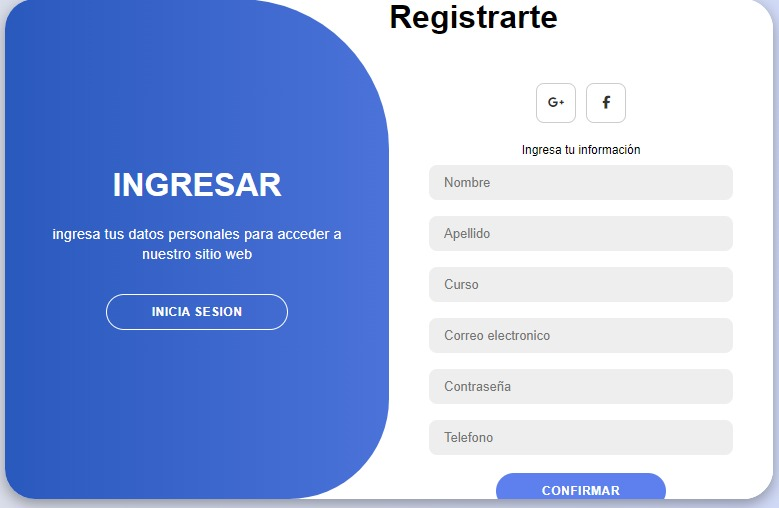 INGRESAR
ingresa tus datos personales para acceder a
nuestro sitio web
INICIA SESION
Registrarte
G+ f
Ingresa tu información
Nombre
Apellido
Curso
Correo electronico
Contraseña
Telefono
CONFIRMAR